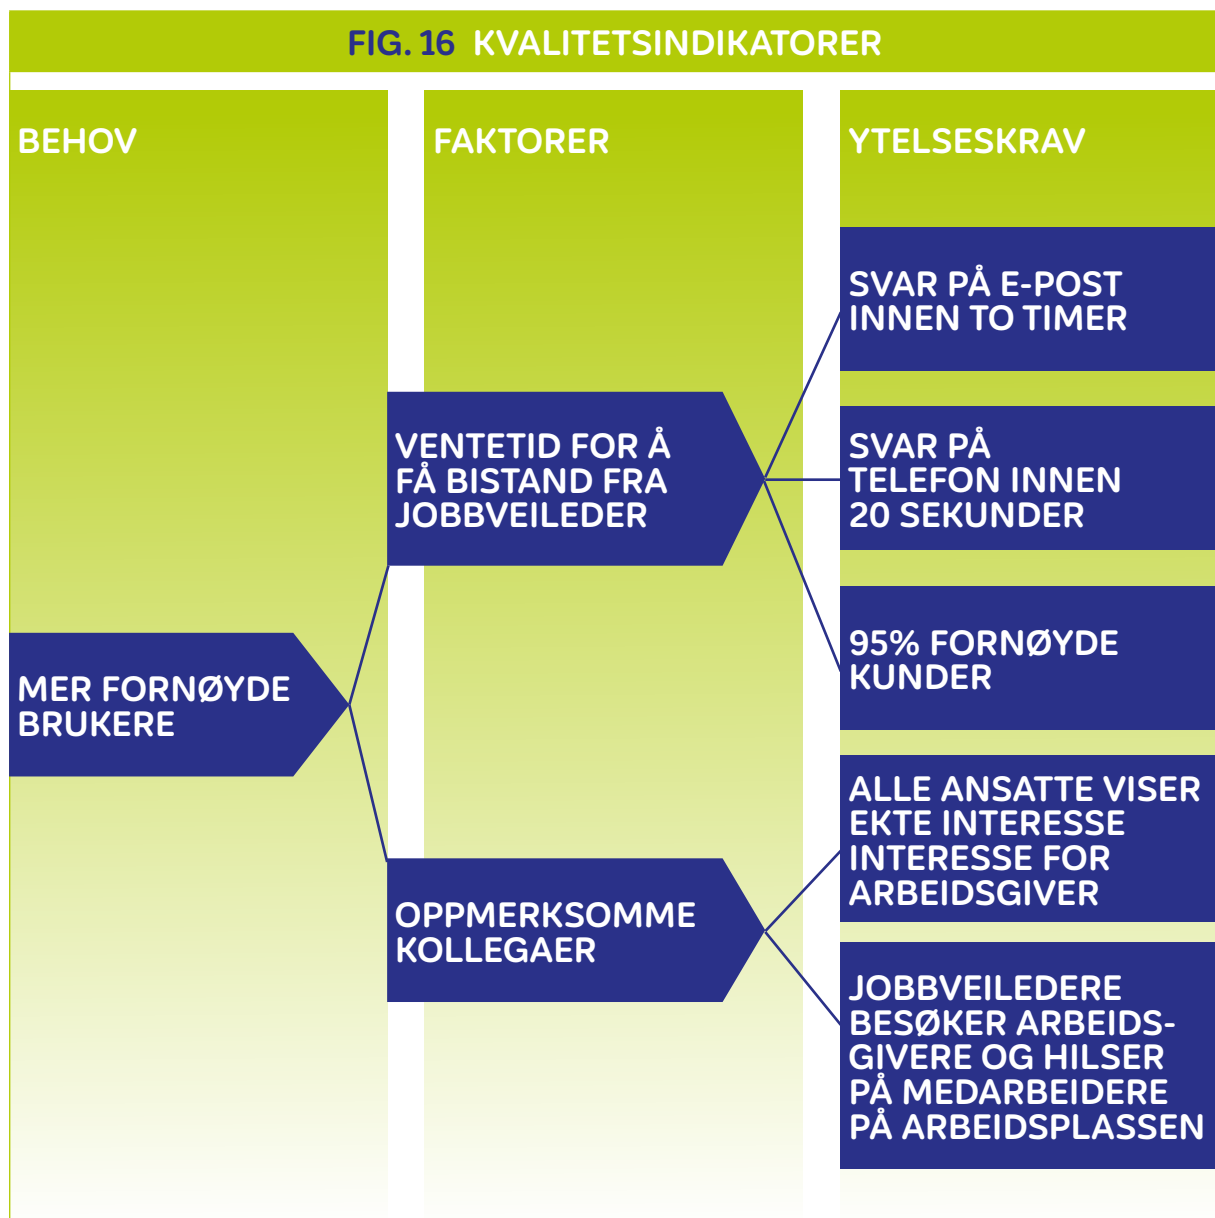 FIG. 16 KVALITETSINDIKATORER
BEHOV
FAKTORER
YTELSESKRAV
MER FORNØYDE
BRUKERE
VENTETID FOR Å
FÅ BISTAND FRA
JOBBVEILEDER
OPPMERKSOMME
KOLLEGAER
SVAR PÅ E-POST
INNEN TO TIMER
SVAR PÅ
TELEFON INNEN
20 SEKUNDER
95% FORNØYDE
KUNDER
ALLE ANSATTE VISER
EKTE INTERESSE
INTERESSE FOR
ARBEIDSGIVER
JOBBVEILEDERE
BESØKER ARBEIDS-
GIVERE OG HILSER
PÅ MEDARBEIDERE
PÅ ARBEIDSPLASSEN